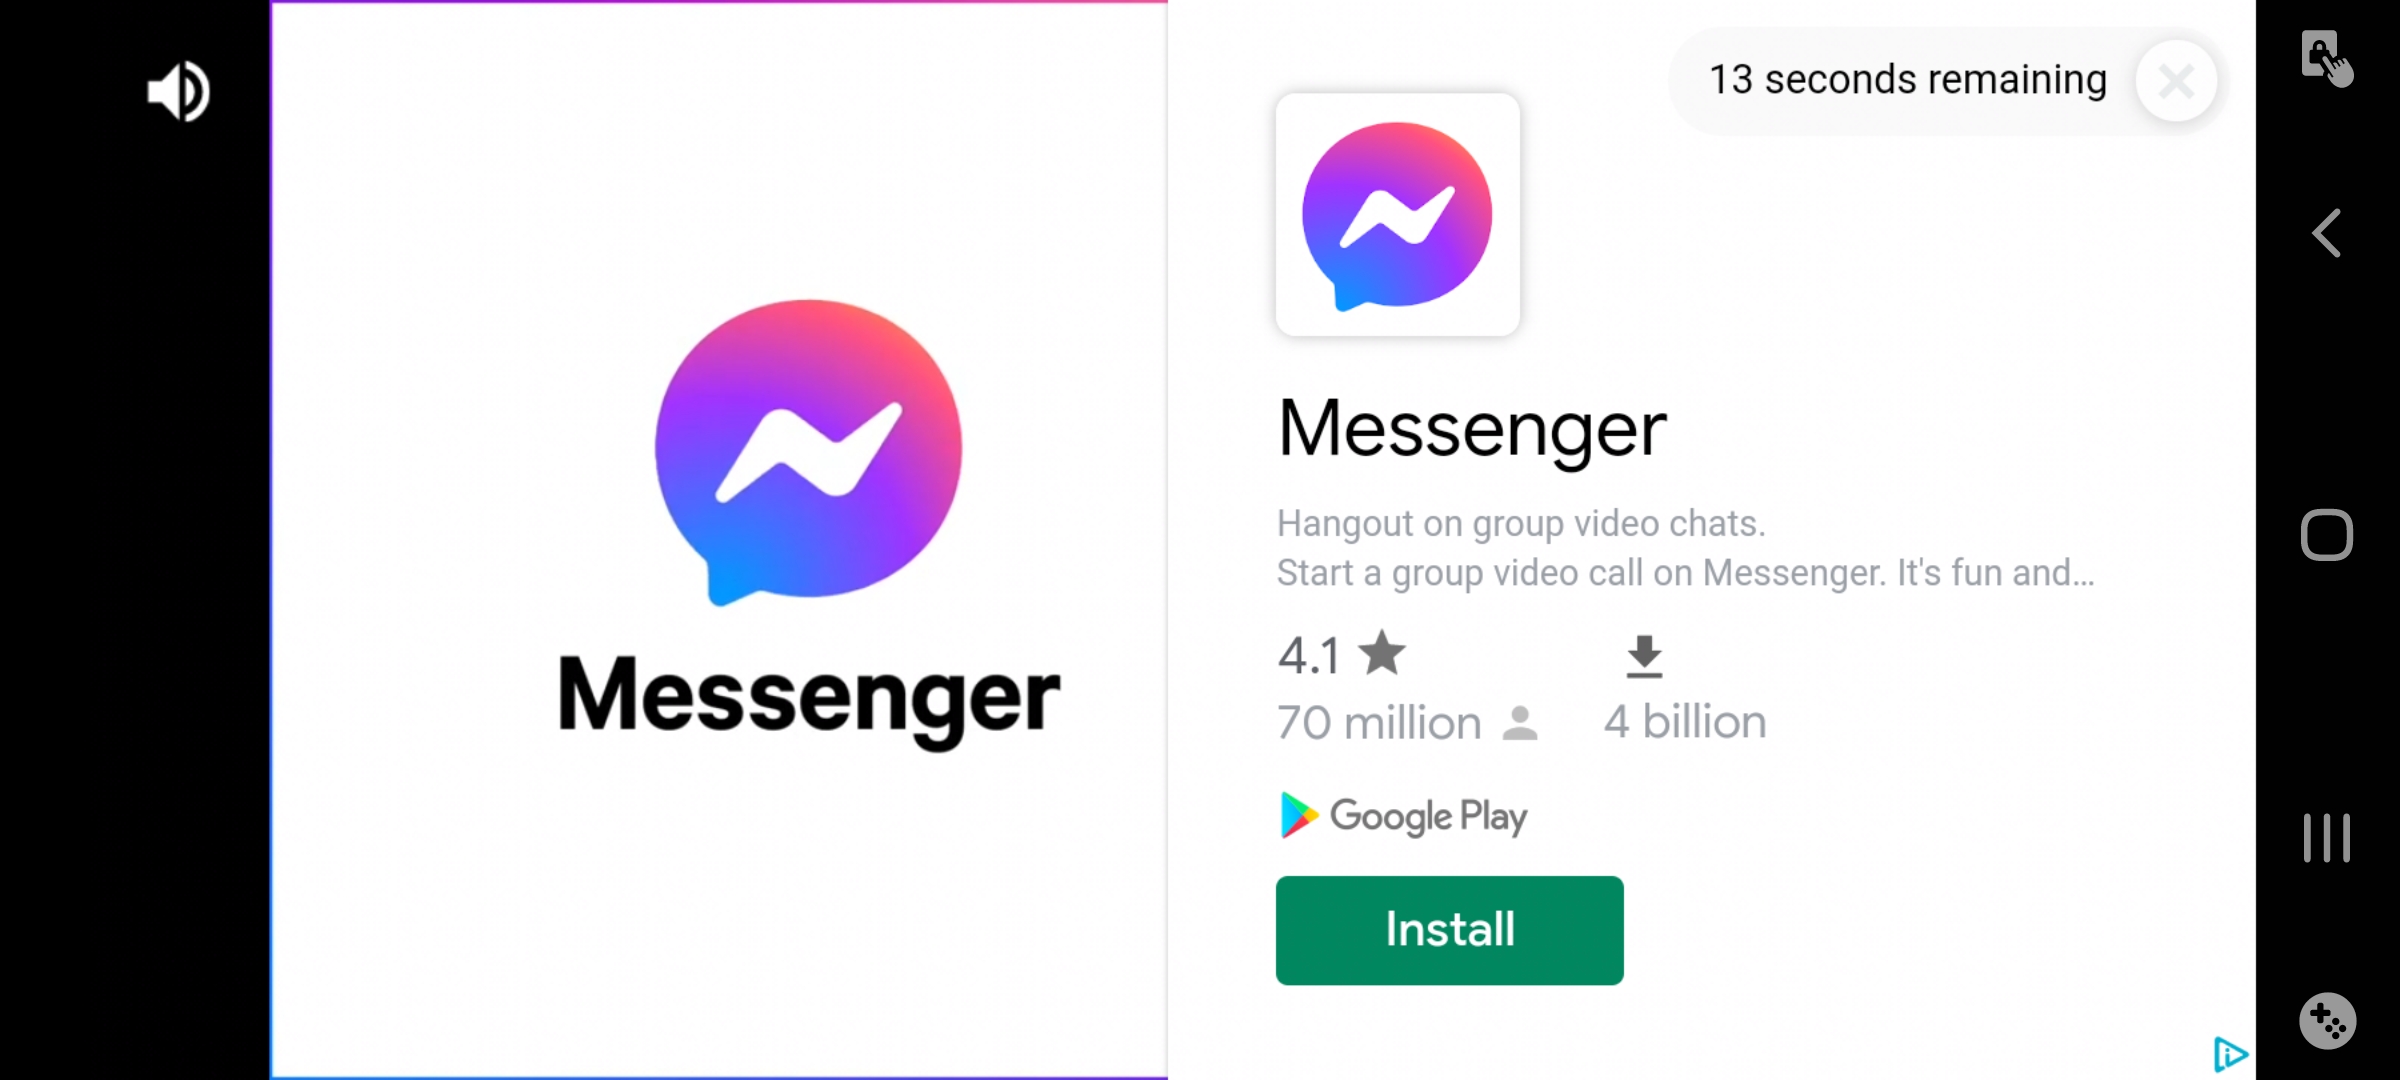 Messenger
13 seconds remaining
Messenger
Hangout on group video chats.
Start a group video call on Messenger. It's fun and...
4.1
70 million
4 billion
Google Play
Install